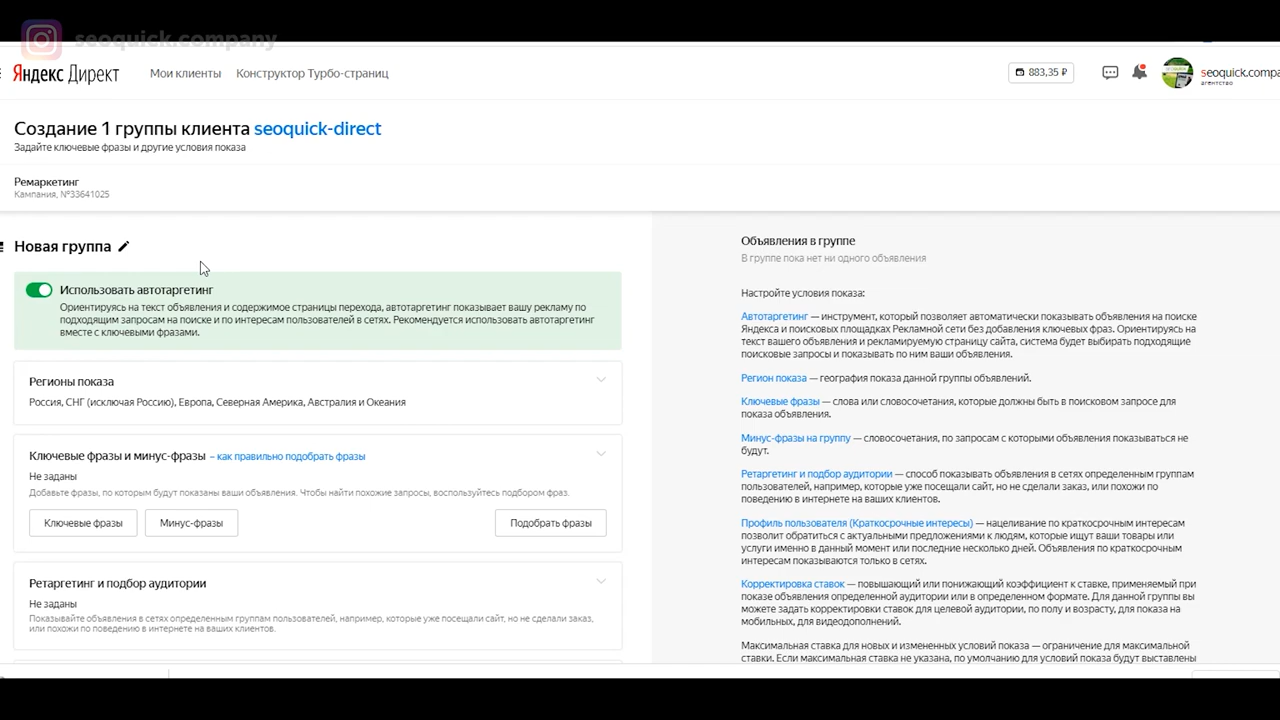 seoquick.company
Яндекс Директ
Мои клиенты
Конструктор Турбо-страниц
883,35 ₽
seoquick.compa
агентство
Создание 1 группы клиента seoquick-direct
Задайте ключевые фразы и другие условия показа
Ремаркетинг
Кампания, №33641025
Новая группа
Использовать автотаргетинг
Ориентируясь на текст объявления и содержимое страницы перехода, автотаргетинг показывает вашу рекламу по
подходящим запросам на поиске и по интересам пользователей в сетях. Рекомендуется использовать автотаргетинг
вместе с ключевыми фразами.
Регионы показа
Россия, СНГ (исключая Россию), Европа, Северная Америка, Австралия и Океания
Ключевые фразы и минус-фразы – как правильно подобрать фразы
Не заданы
Добавьте фразы, по которым будут показаны ваши объявления. Чтобы найти похожие запросы, воспользуйтесь подбором фраз.
Ключевые фразы
Минус-фразы
Подобрать фразы
Ретаргетинг и подбор аудитории
Не заданы
Показывайте объявления в сетях определенным группам пользователей, например, которые уже посещали сайт, но не сделали заказ,
или похожи по поведению в интернете на ваших клиентов.
Объявления в группе
В группе пока нет ни одного объявления
Настройте условия показа:
Автотаргетинг — инструмент, который позволяет автоматически показывать объявления на поиске
Яндекса и поисковых площадках Рекламной сети без добавления ключевых фраз. Ориентируясь на
текст вашего объявления и рекламируемую страницу сайта, система будет выбирать подходящие
поисковые запросы и показывать по ним ваши объявления.
Регион показа — география показа данной группы объявлений.
Ключевые фразы — слова или словосочетания, которые должны быть в поисковом запросе для
показа объявления.
Минус-фразы на группу — словосочетания, по запросам с которыми объявления показываться не
будут.
Ретаргетинг и подбор аудитории — способ показывать объявления в сетях определенным группам
пользователей, например, которые уже посещали сайт, но не сделали заказ, или похожи по
поведению в интернете на ваших клиентов.
Профиль пользователя (Краткосрочные интересы) — нацеливание по краткосрочным интересам
позволит обратиться с актуальными предложениями к людям, которые ищут ваши товары или
услуги именно в данный момент или последние несколько дней. Объявления по краткосрочным
интересам показываются только в сетях.
Корректировка ставок — повышающий или понижающий коэффициент к ставке, применяемый при
показе объявления определенной аудитории или в определенном формате. Для данной группы вы
можете задать корректировки ставок для целевой аудитории, по полу и возрасту, для показа на
мобильных, для видеодополнений.
Максимальная ставка для новых и измененных условий показа — ограничение для максимальной
ставки. Если максимальная ставка не указана, по умолчанию для условий показа будут выставлены